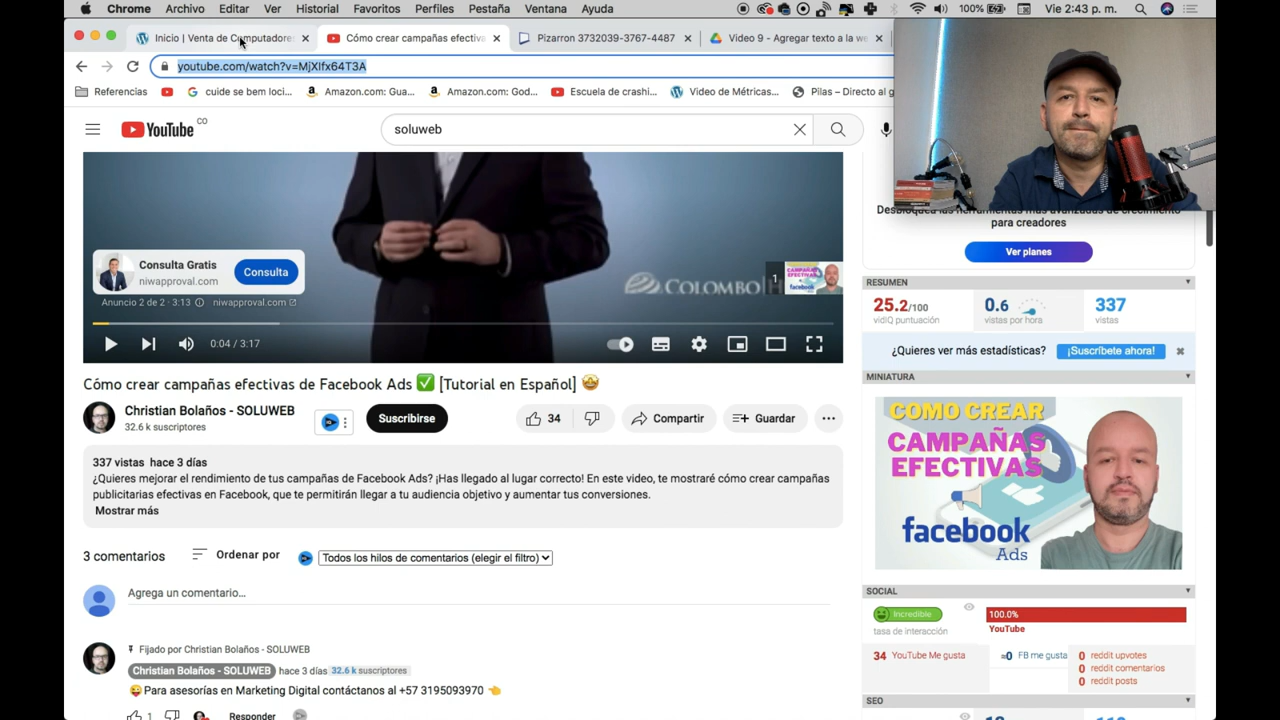 Chrome Archivo Editar Ver Historial Favoritos Perfiles Pestaña Ventana Ayuda 100% Vie 2:43 p. m.
Inicio | Venta de Computadore
Cómo crear campañas efectiva
Pizarron 3732039-3767-4487
Video 9 - Agregar texto a la we
youtube.com/watch?v=MjXIfx64T3A
Referencias
cuide se bem loci...
Amazon.com: Gua...
Amazon.com: God...
Escuela de crashi...
Video de Métricas...
Pilas – Directo al g
YouTube CO
soluweb
creadores
Ver planes
Consulta Gratis
niwapproval.com
Consulta
Anuncio 2 de 2 · 3:13 niwapproval.com
COLOMBO
1
CAMPAÑAS
EFECTIVAS
0:04 / 3:17
RESUMEN
25.2/100
vidIQ puntuación
0.6
vistas por hora
337
vistas
¿Quieres ver más estadísticas? ¡Suscríbete ahora!
MINIATURA
COMO CREAR
CAMPAÑAS
EFECTIVAS
facebook
Ads
Cómo crear campañas efectivas de Facebook Ads ✅ [Tutorial en Español] 🤩
Christian Bolaños - SOLUWEB
32.6 k suscriptores
Suscribirse
34
Compartir
Guardar
337 vistas hace 3 días
¿Quieres mejorar el rendimiento de tus campañas de Facebook Ads? ¡Has llegado al lugar correcto! En este video, te mostraré cómo crear campañas
publicitarias efectivas en Facebook, que te permitirán llegar a tu audiencia objetivo y aumentar tus conversiones.
Mostrar más
3 comentarios
Ordenar por
Todos los hilos de comentarios (elegir el filtro)
Agrega un comentario...
Fijado por Christian Bolaños - SOLUWEB
Christian Bolaños - SOLUWEB hace 3 días 32.6 k suscriptores
😜Para asesorías en Marketing Digital contáctanos al +57 3195093970 👈
1
Responder
SOCIAL
Incredible
tasa de interacción
100.0%
YouTube
34 YouTube Me gusta
≈0 FB me gusta
0 reddit upvotes
0 reddit comentarios
0 reddit posts
SEO